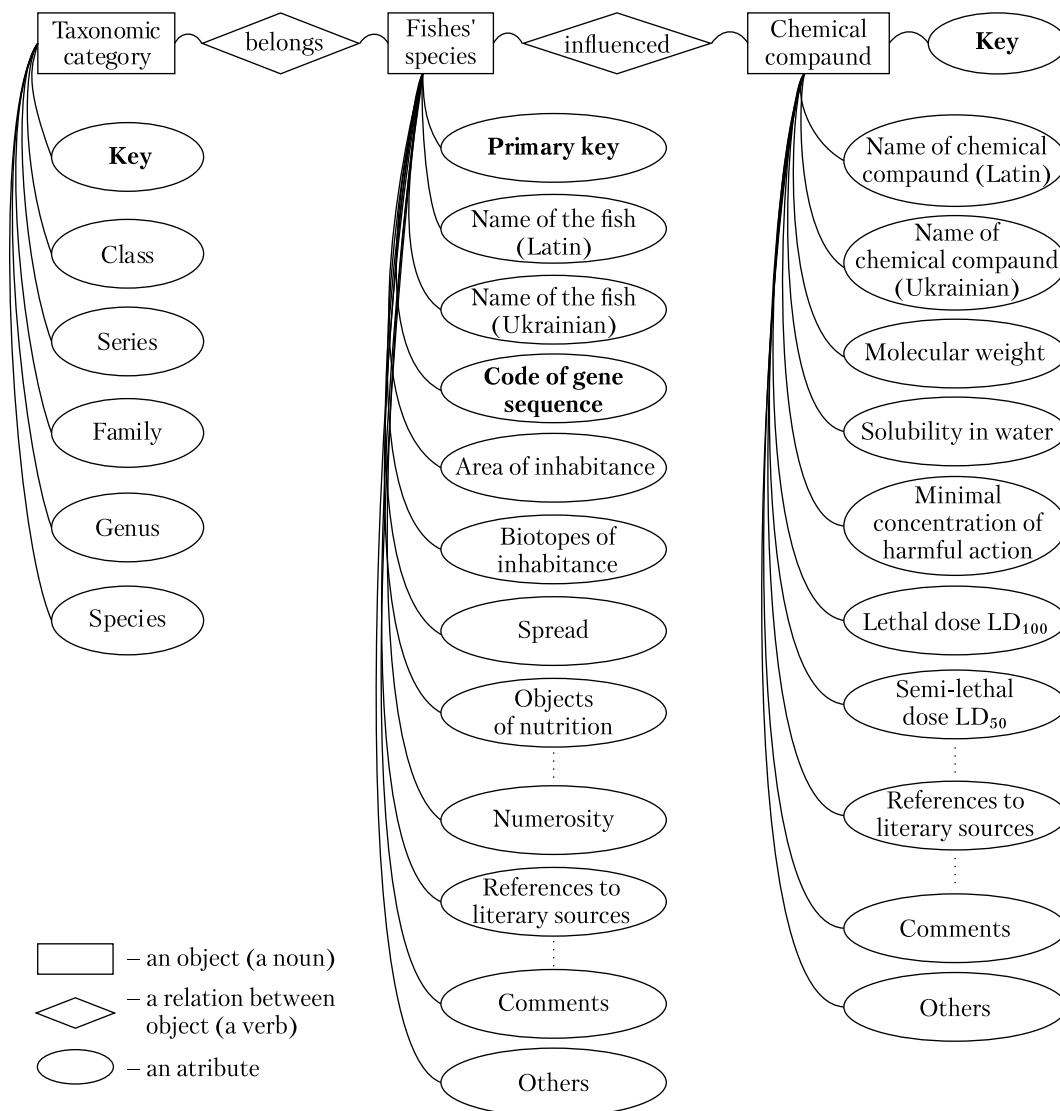 Taxonomic
category
belongs
Fishes'
species
influenced
Chemical
compaund
Key
Key
Class
Series
Family
Genus
Species
Primary key
Name of the fish
(Latin)
Name of the fish
(Ukrainian)
Code of gene
sequence
Area of inhabitance
Biotopes of
inhabitance
Spread
Objects
of nutrition
Numerosity
References to
literary sources
Comments
Others
Name of chemical
compaund (Latin)
Name of
chemical compaund
(Ukrainian)
Molecular weight
Solubility in water
Minimal
concentration of
harmful action
Lethal dose LD₁₀₀
Semi-lethal
dose LD₅₀
References to
literary sources
Comments
Others
– an object (a noun)
– a relation between
object (a verb)
– an atribute